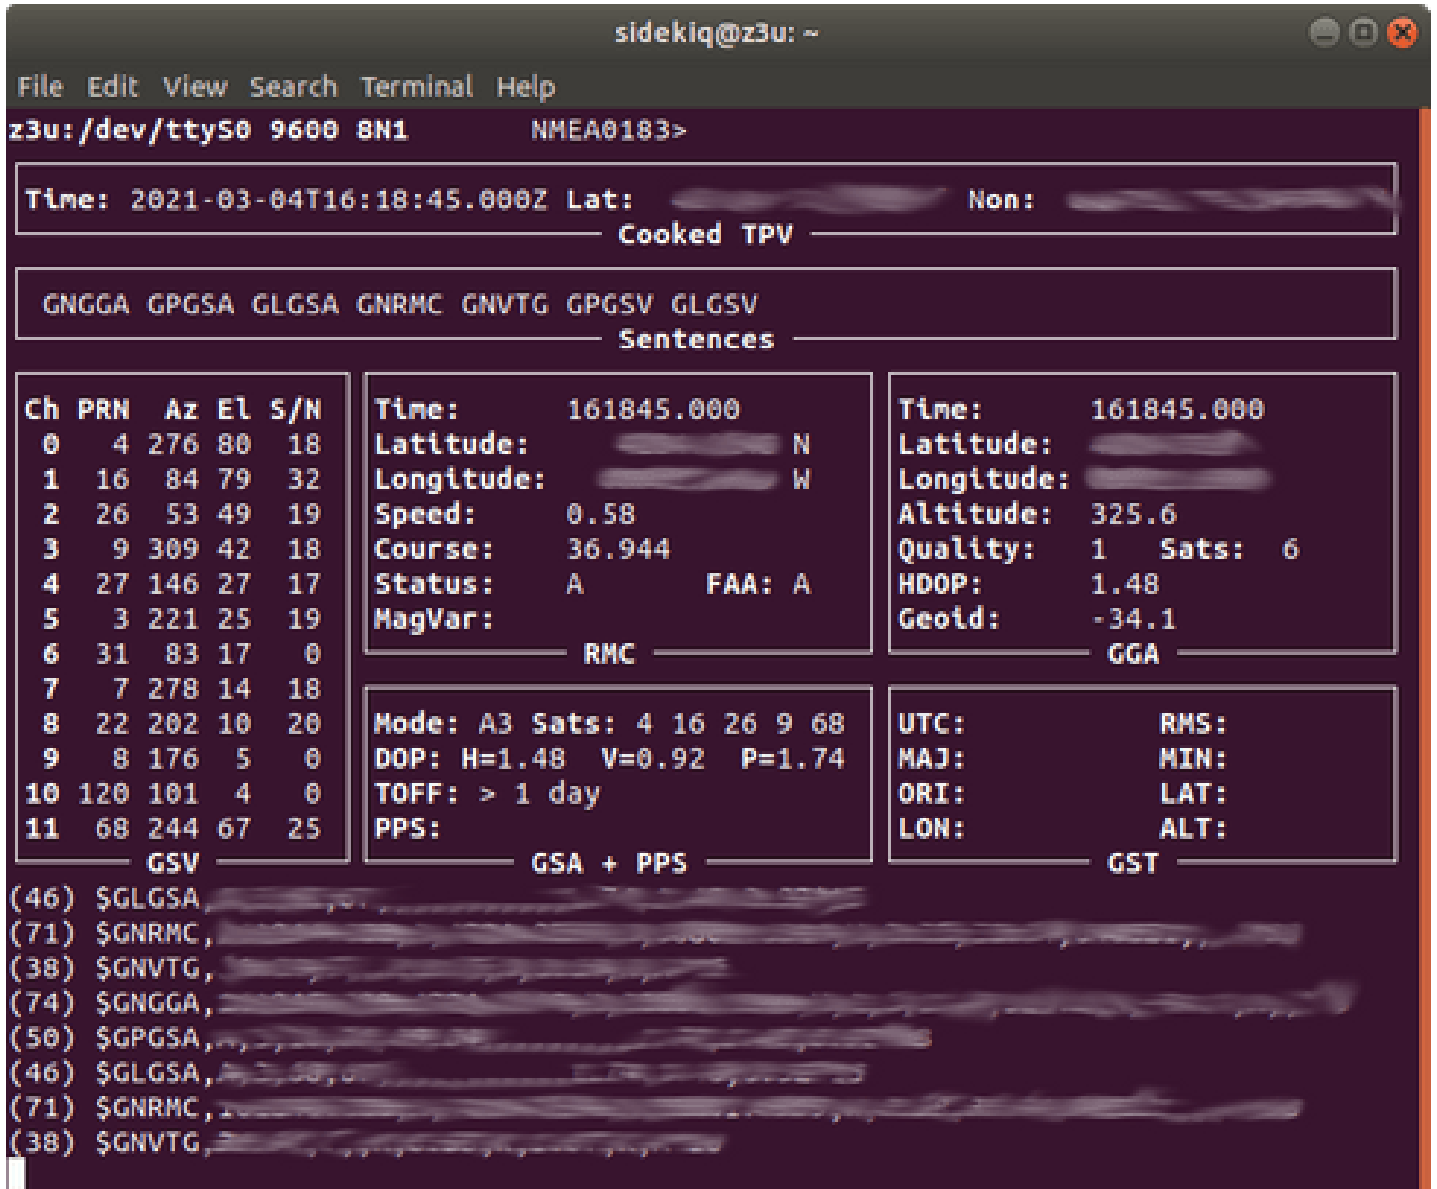 sidekiq@z3u: ~
File Edit View Search Terminal Help
z3u:/dev/ttyS0 9600 8N1 NMEA0183>
Time: 2021-03-04T16:18:45.000Z Lat: Non:
Cooked TPV
GNGGA GPGSA GLGSA GNRMC GNVTG GPGSV GLGSV
Sentences
Ch PRN Az El S/N
0 4 276 80 18
1 16 84 79 32
2 26 53 49 19
3 9 309 42 18
4 27 146 27 17
5 3 221 25 19
6 31 83 17 0
7 7 278 14 18
8 22 202 10 20
9 8 176 5 0
10 120 101 4 0
11 68 244 67 25
GSV
Time: 161845.000
Latitude: N
Longitude: W
Speed: 0.58
Course: 36.944
Status: A FAA: A
MagVar:
RMC
Time: 161845.000
Latitude:
Longitude:
Altitude: 325.6
Quality: 1 Sats: 6
HDOP: 1.48
Geoid: -34.1
GGA
Mode: A3 Sats: 4 16 26 9 68
DOP: H=1.48 V=0.92 P=1.74
TOFF: > 1 day
PPS:
GSA + PPS
UTC: RMS:
MAJ: MIN:
ORI: LAT:
LON: ALT:
GST
(46) $GLGSA,
(71) $GNRMC,
(38) $GNVTG,
(74) $GNGGA,
(50) $GPGSA,
(46) $GLGSA,
(71) $GNRMC,
(38) $GNVTG,